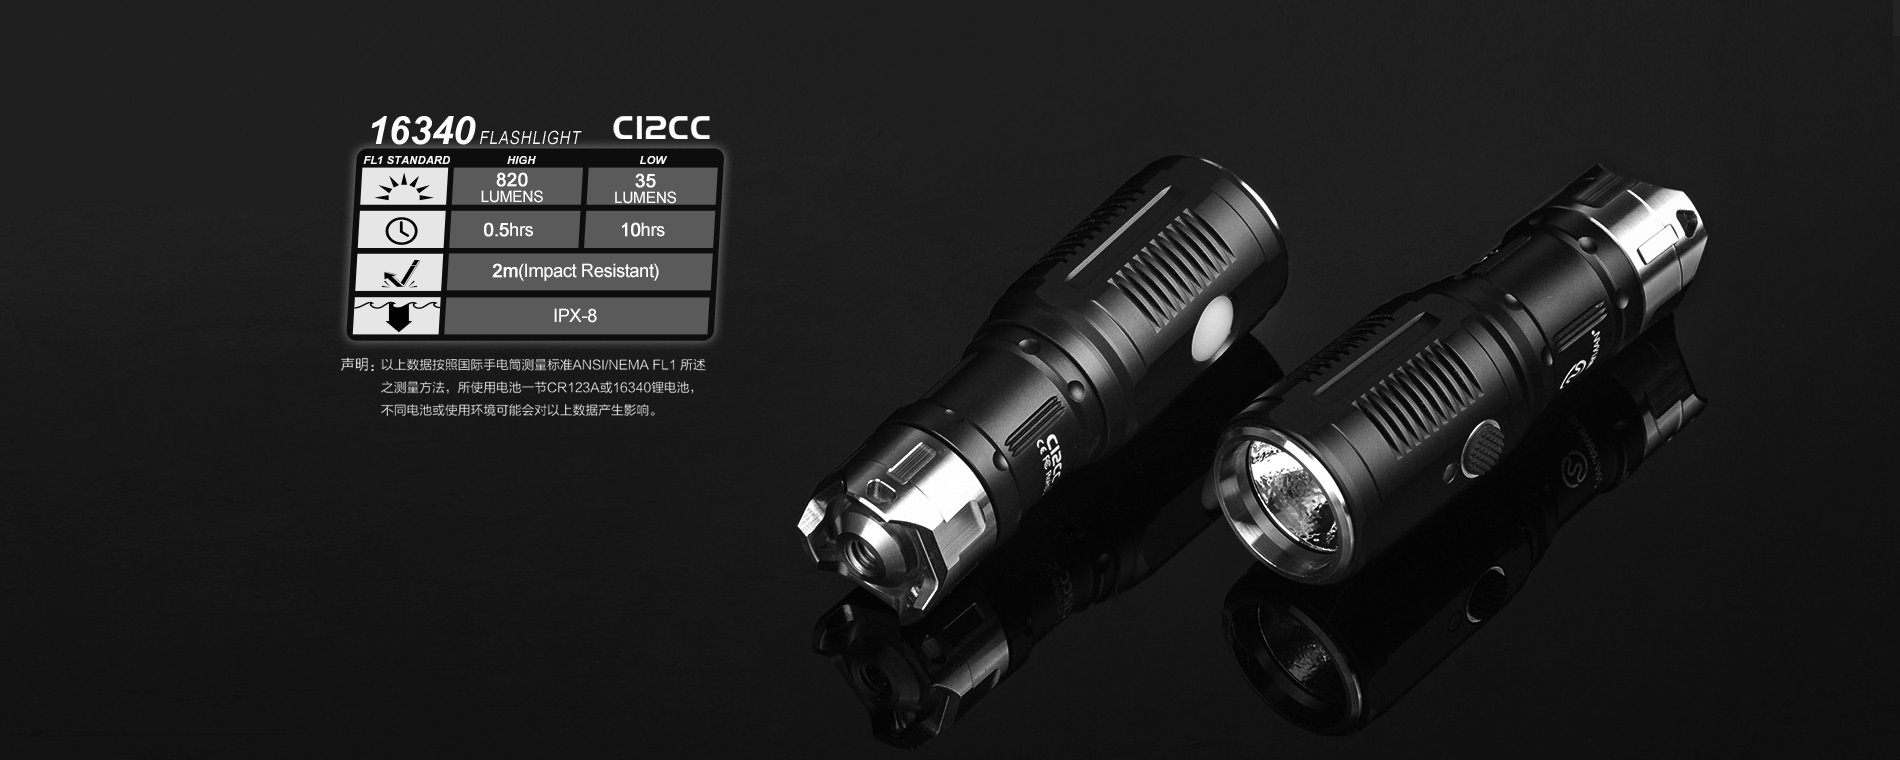 16340 FLASHLIGHT C12CC
FL1 STANDARD HIGH LOW
820 35
LUMENS LUMENS
0.5hrs 10hrs
2m(Impact Resistant)
IPX-8
声明：以上数据按照国际手电筒测量标准ANSI/NEMA FL1 所述
之测量方法，所使用电池一节CR123A或16340锂电池，
不同电池或使用环境可能会对以上数据产生影响。
C12CC
CE FC